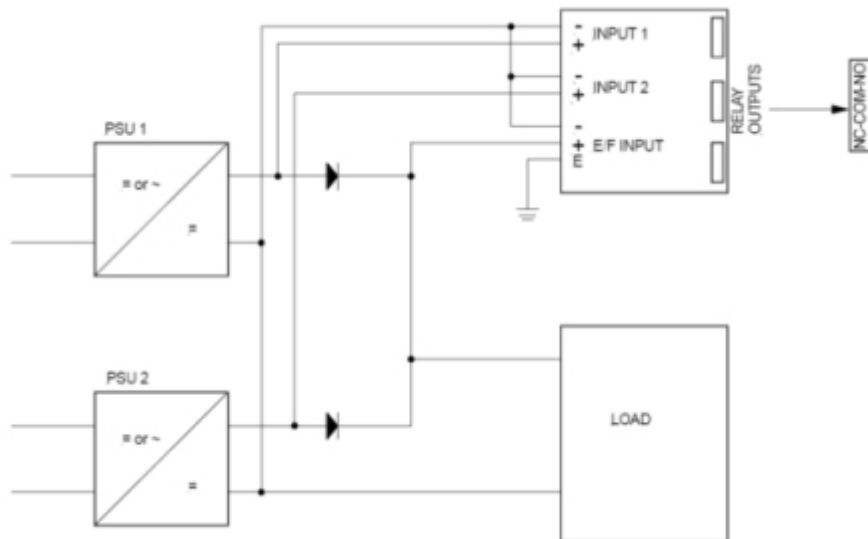 - INPUT 1
+
- INPUT 2
+
-
+ E/F INPUT
E
RELAY
OUTPUTS
NC-COM-NO
PSU 1
= or ~
=
PSU 2
= or ~
=
LOAD